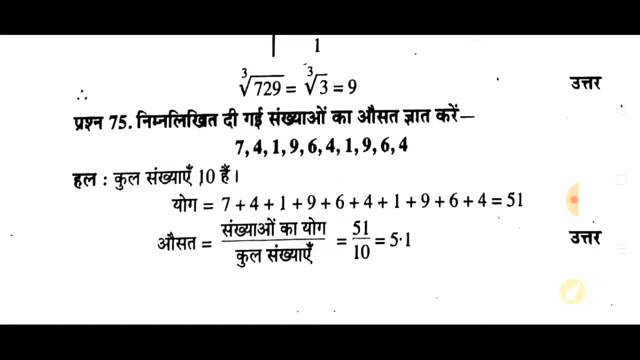 1
∴ ∛729 = ∛3 = 9 उत्तर
प्रश्न 75. निम्नलिखित दी गई संख्याओं का औसत ज्ञात करें—
7, 4, 1, 9, 6, 4, 1, 9, 6, 4
हल : कुल संख्याएँ 10 हैं।
योग = 7 + 4 + 1 + 9 + 6 + 4 + 1 + 9 + 6 + 4 = 51
औसत = संख्याओं का योग / कुल संख्याएँ = 51/10 = 5·1 उत्तर